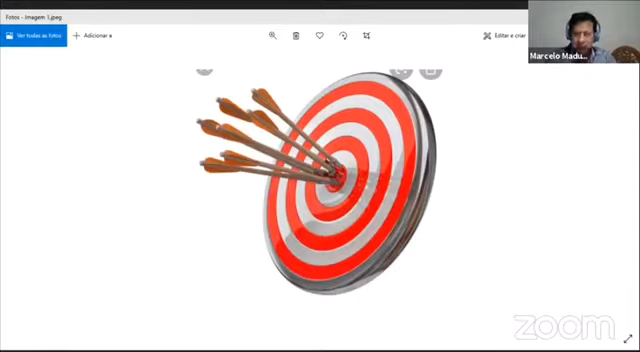 Fotos - Imagem 1.jpeg
Ver todas as fotos
Adicionar a
Editar e criar
Marcelo Madu...
zoom